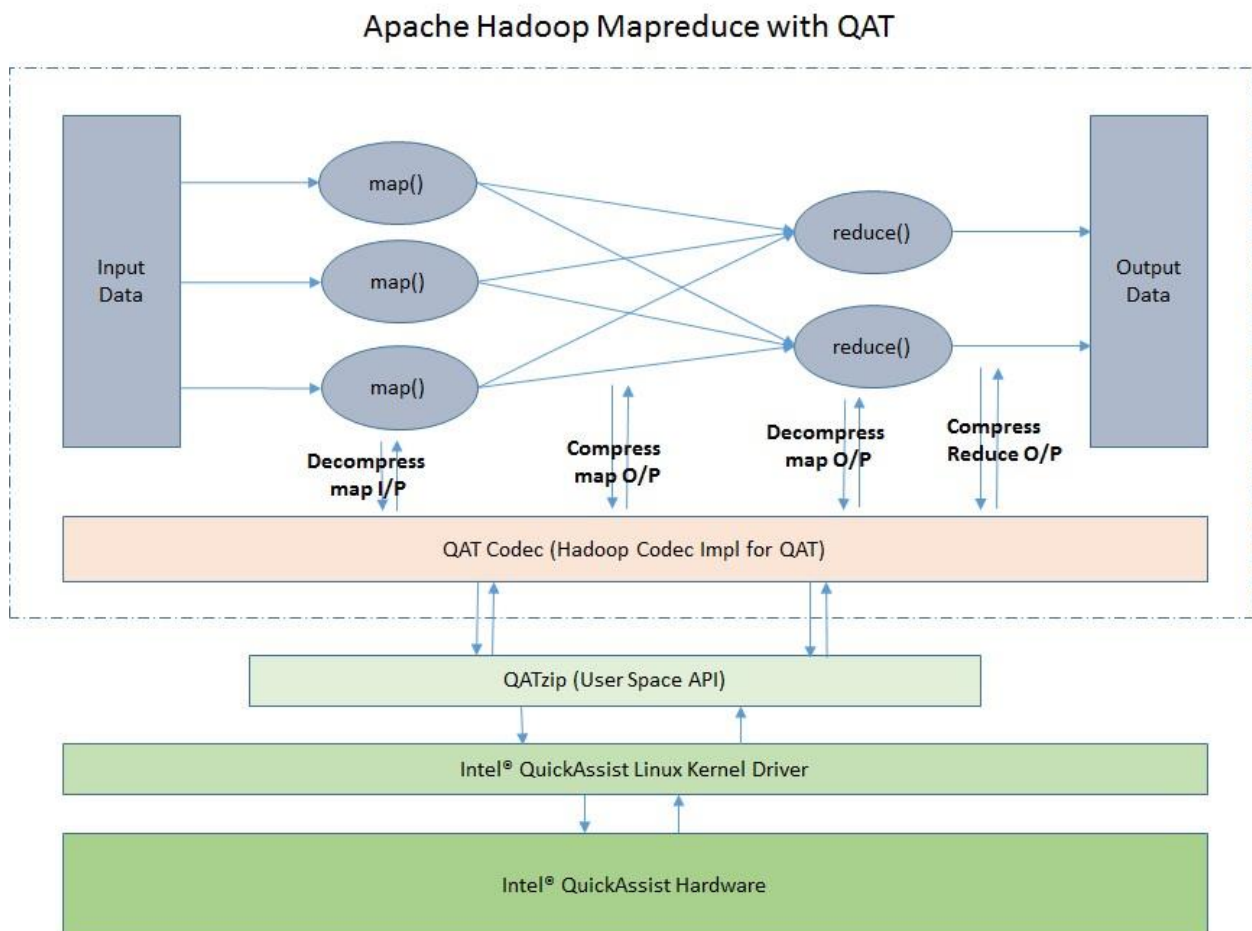 Apache Hadoop Mapreduce with QAT
Input
Data
map()
map()
map()
reduce()
reduce()
Output
Data
Decompress
map I/P
Compress
map O/P
Decompress
map O/P
Compress
Reduce O/P
QAT Codec (Hadoop Codec Impl for QAT)
QATzip (User Space API)
Intel® QuickAssist Linux Kernel Driver
Intel® QuickAssist Hardware